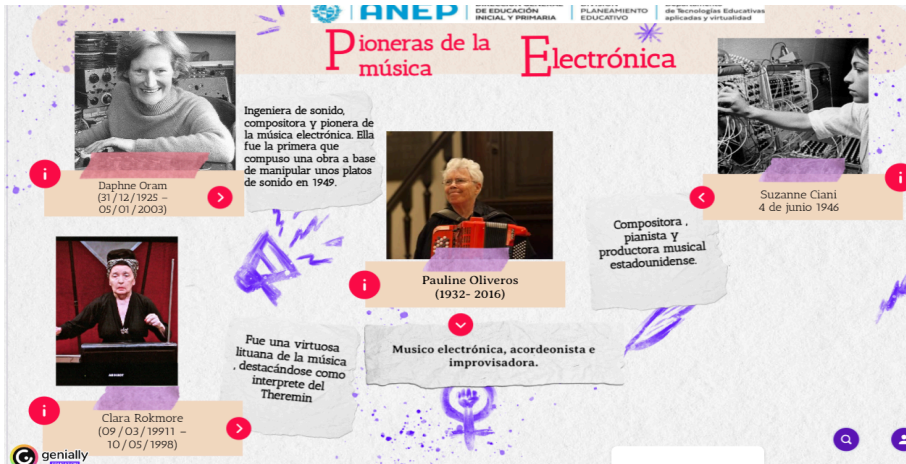 ANEP
DE EDUCACIÓN
INICIAL Y PRIMARIA
PLANEAMIENTO
EDUCATIVO
de Tecnologías Educativas
aplicadas y virtualidad
Pioneras de la
música
Electrónica
Ingeniera de sonido,
compositora y pionera de
la música electrónica. Ella
fue la primera que
compuso una obra a base
de manipular unos platos
de sonido en 1949.
i
Daphne Oram
(31/12/1925 –
05/01/2003)
i
Suzanne Ciani
4 de junio 1946
Compositora ,
pianista y
productora musical
estadounidense.
i
Pauline Oliveros
(1932- 2016)
Musico electrónica, acordeonista e
improvisadora.
Fue una virtuosa
lituana de la música
, destacándose como
interprete del
Theremin
i
Clara Rokmore
(09/03/19911 –
10/05/1998)
genially